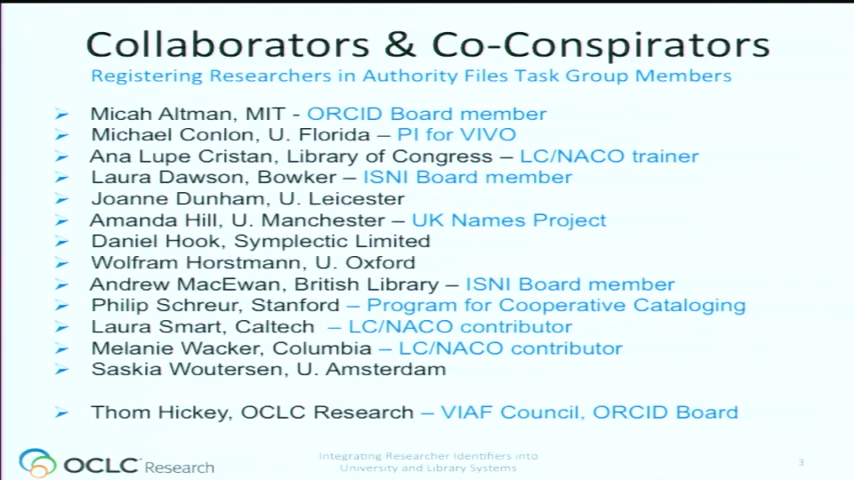 Collaborators & Co-Conspirators
Registering Researchers in Authority Files Task Group Members
➢ Micah Altman, MIT - ORCID Board member
➢ Michael Conlon, U. Florida – PI for VIVO
➢ Ana Lupe Cristan, Library of Congress – LC/NACO trainer
➢ Laura Dawson, Bowker – ISNI Board member
➢ Joanne Dunham, U. Leicester
➢ Amanda Hill, U. Manchester – UK Names Project
➢ Daniel Hook, Symplectic Limited
➢ Wolfram Horstmann, U. Oxford
➢ Andrew MacEwan, British Library – ISNI Board member
➢ Philip Schreur, Stanford – Program for Cooperative Cataloging
➢ Laura Smart, Caltech – LC/NACO contributor
➢ Melanie Wacker, Columbia – LC/NACO contributor
➢ Saskia Woutersen, U. Amsterdam
➢ Thom Hickey, OCLC Research – VIAF Council, ORCID Board
OCLC Research
Integrating Researcher Identifiers into
University and Library Systems
3